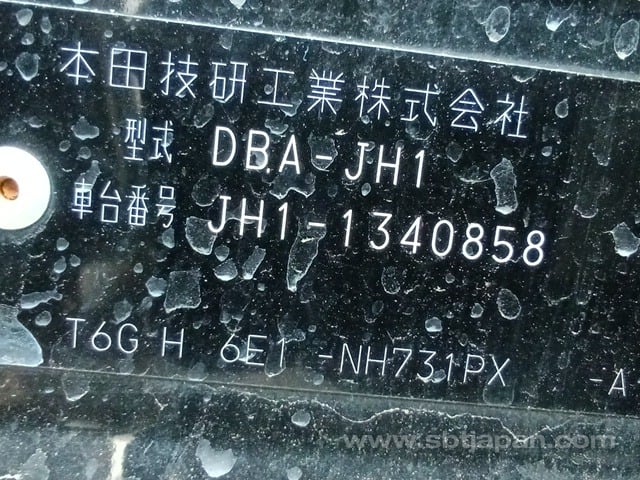 本田技研工業株式会社
型式 DBA-JH1
車台番号 JH1-1340858
T6G H 6E1 -NH731PX -A
www.sbtjapan.com